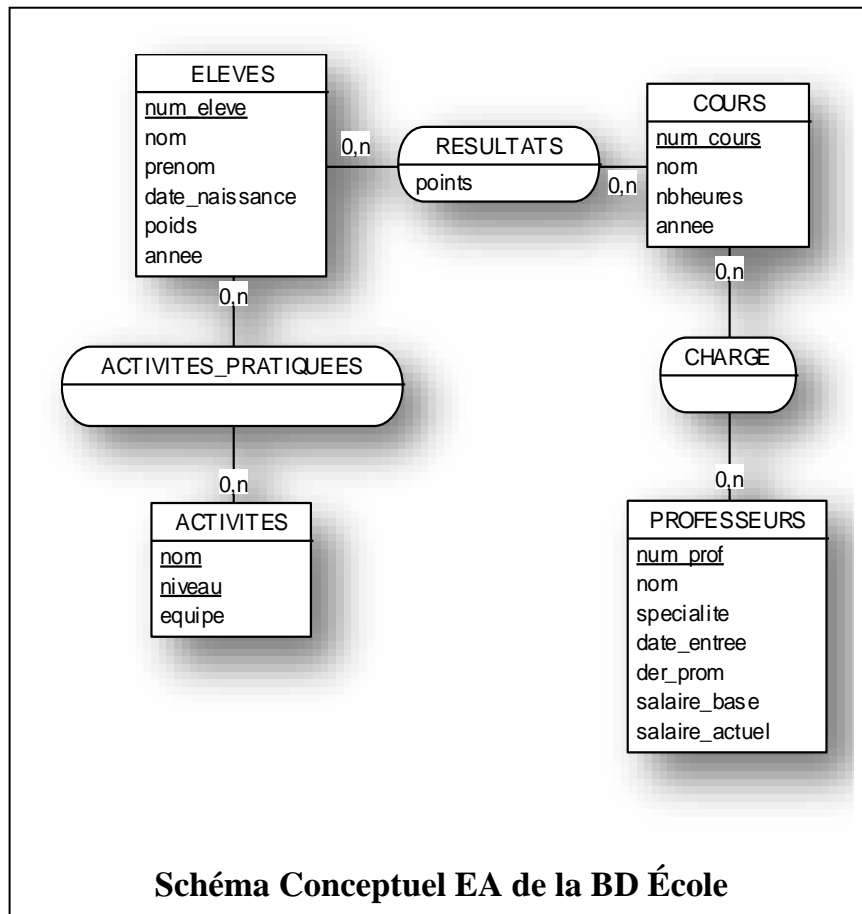 ELEVES
num_eleve
nom
prenom
date_naissance
poids
annee
0,n
RESULTATS
points
0,n
COURS
num_cours
nom
nbheures
annee
0,n
ACTIVITES_PRATIQUEES
0,n
ACTIVITES
nom
niveau
equipe
0,n
CHARGE
0,n
PROFESSEURS
num_prof
nom
specialite
date_entree
der_prom
salaire_base
salaire_actuel
Schéma Conceptuel EA de la BD École